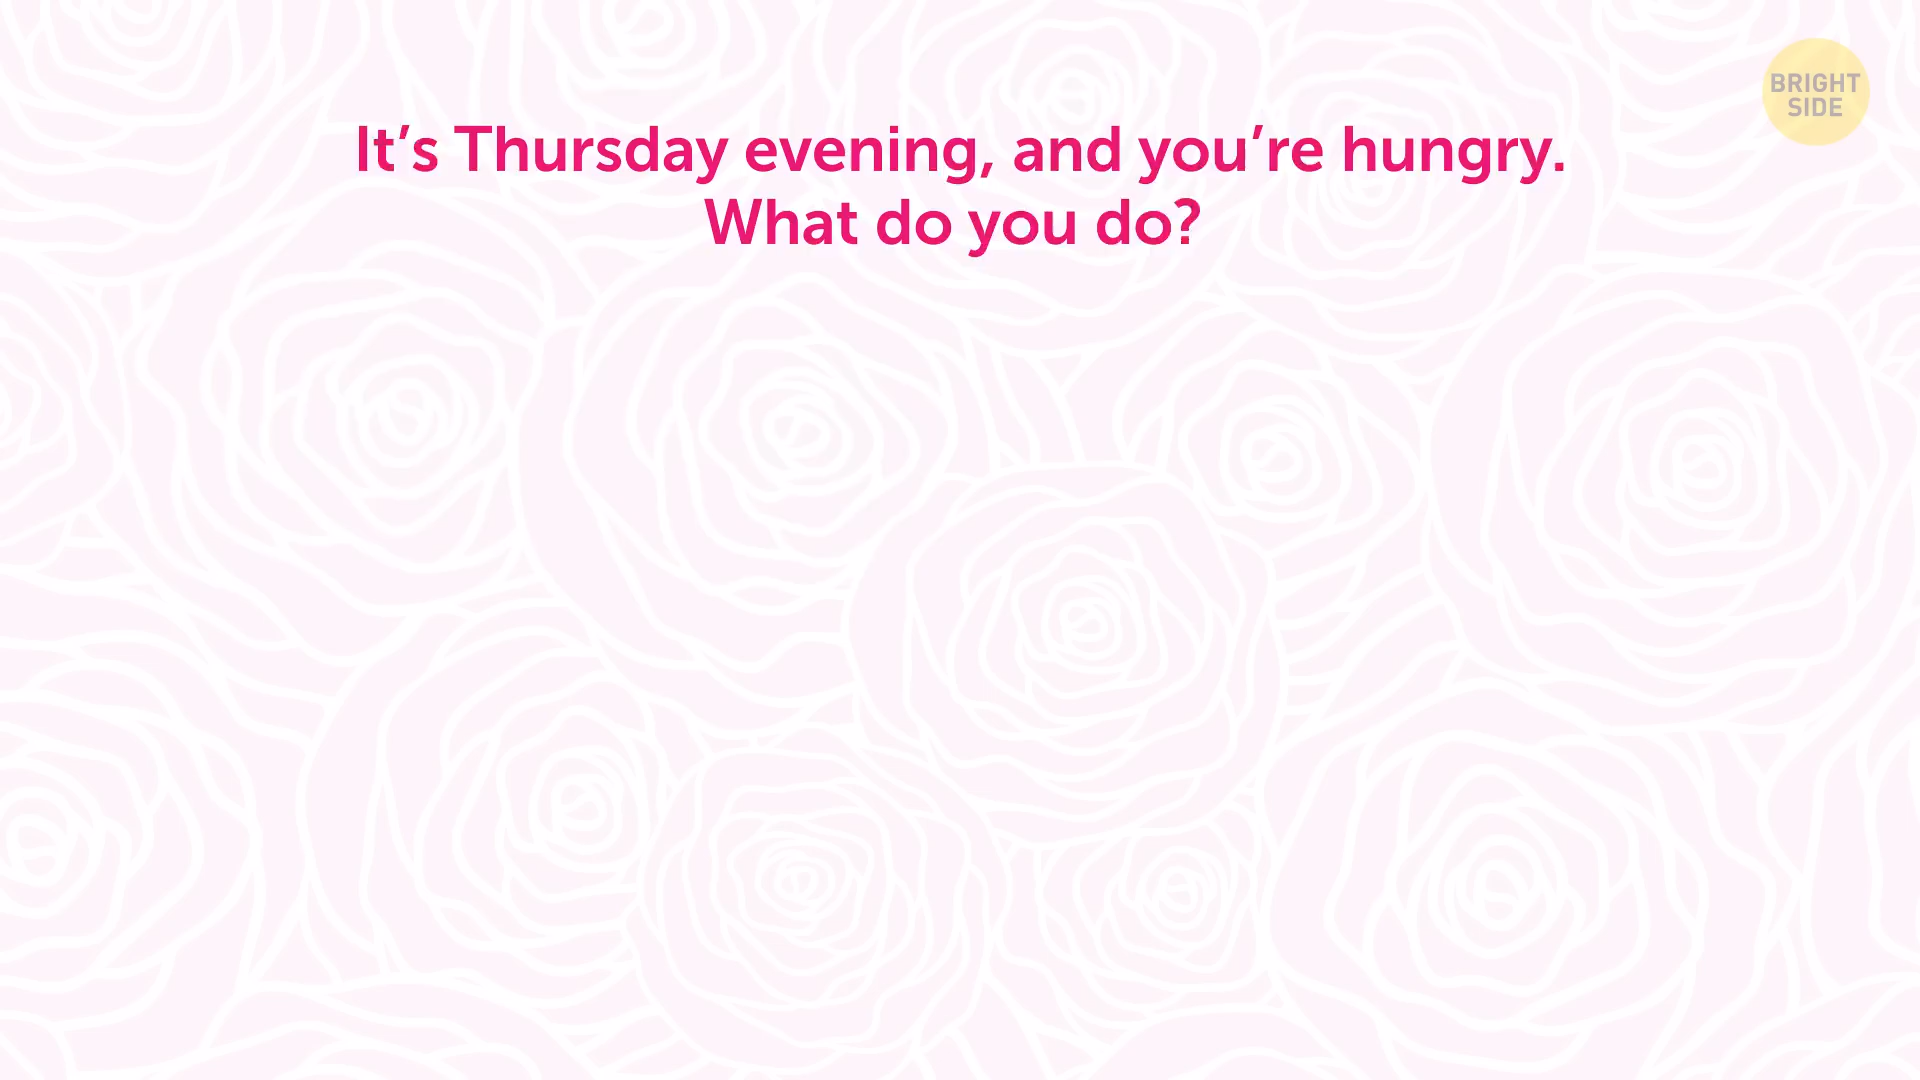 BRIGHT
SIDE
It’s Thursday evening, and you’re hungry.
What do you do?